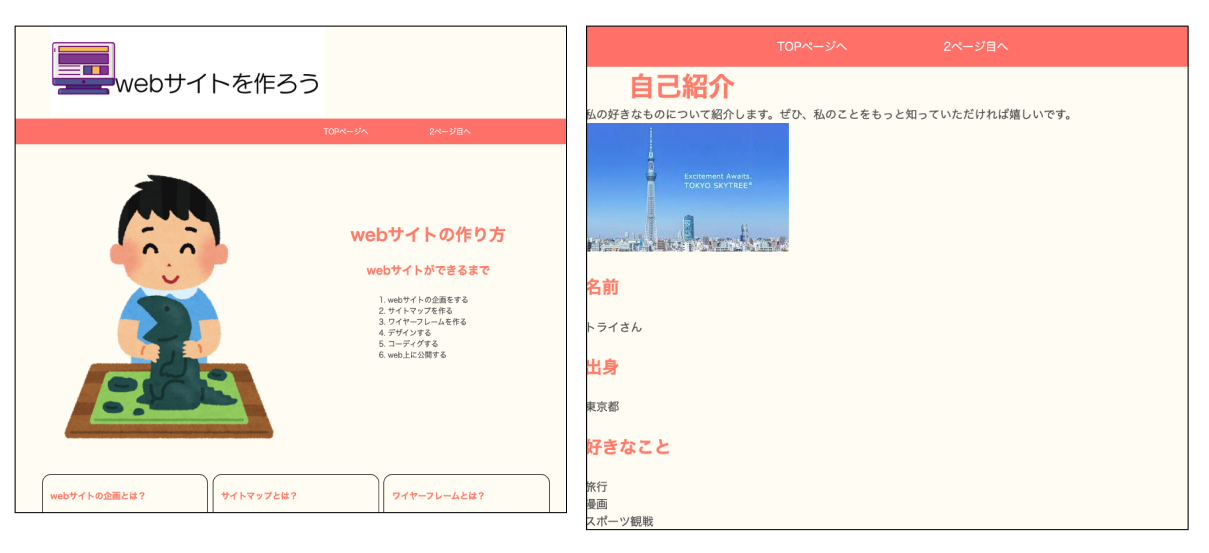 webサイトを作ろう
TOPページへ
2ページ目へ
webサイトの作り方
webサイトができるまで
1. webサイトの企画をする
2. サイトマップを作る
3. ワイヤーフレームを作る
4. デザインする
5. コーディグする
6. web上に公開する
webサイトの企画とは？
サイトマップとは？
ワイヤーフレームとは？
TOPページへ
2ページ目へ
自己紹介
私の好きなものについて紹介します。ぜひ、私のことをもっと知っていただければ嬉しいです。
Excitement Awaits.
TOKYO SKYTREE®
名前
トライさん
出身
東京都
好きなこと
旅行
漫画
スポーツ観戦